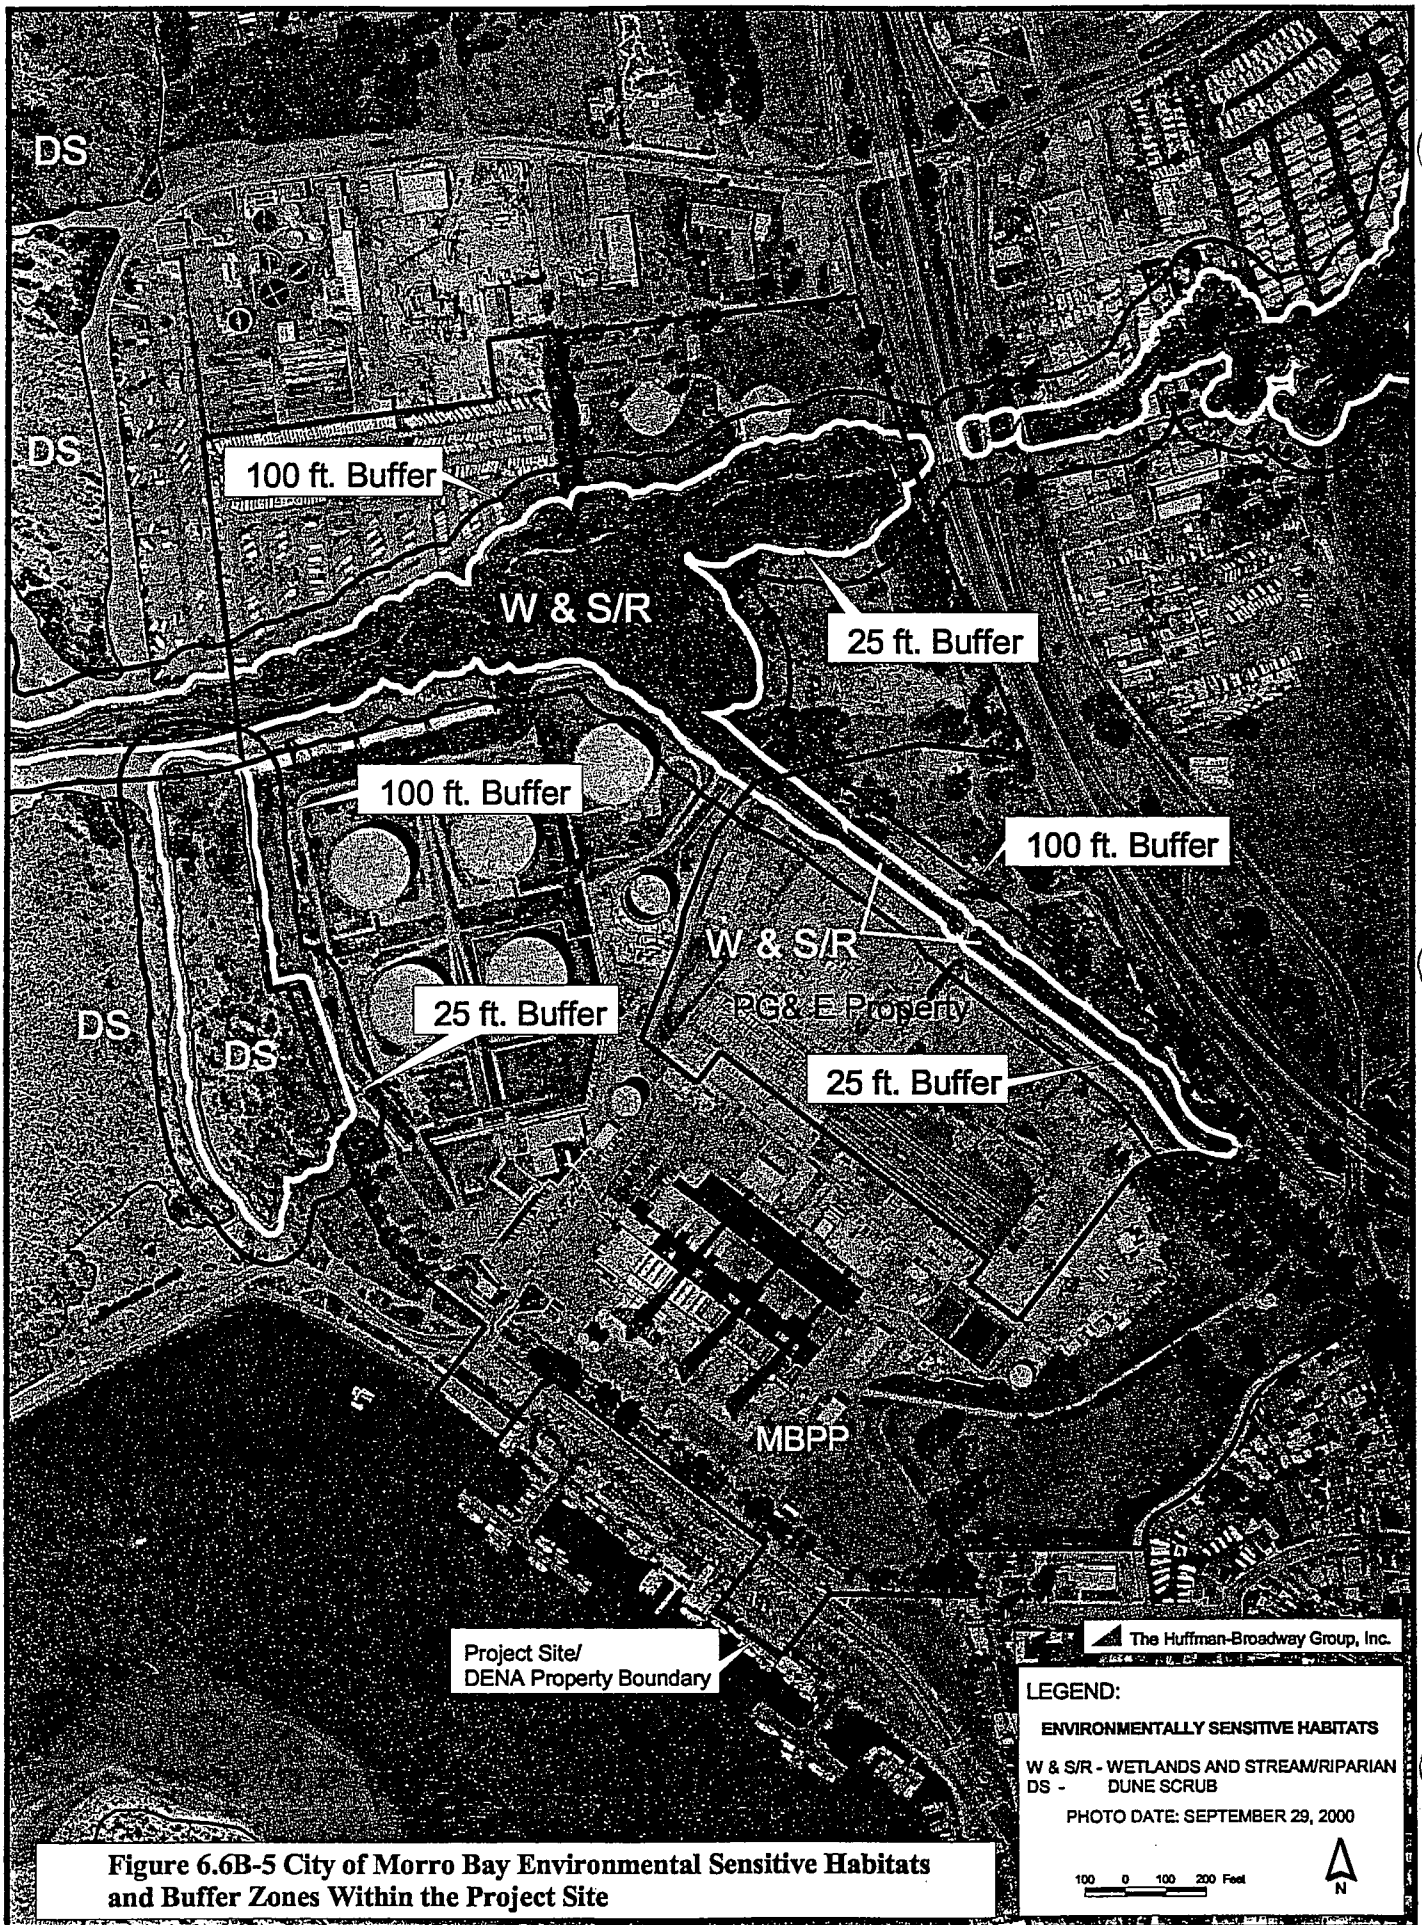 DS
DS
100 ft. Buffer
W & S/R
25 ft. Buffer
100 ft. Buffer
100 ft. Buffer
W & S/R
PG& E Property
DS
25 ft. Buffer
DS
25 ft. Buffer
MBPP
Project Site/
DENA Property Boundary
The Huffman-Broadway Group, Inc.
LEGEND:
ENVIRONMENTALLY SENSITIVE HABITATS
W & S/R - WETLANDS AND STREAM/RIPARIAN
DS - DUNE SCRUB
PHOTO DATE: SEPTEMBER 29, 2000
100 0 100 200 Feet
N
Figure 6.6B-5 City of Morro Bay Environmental Sensitive Habitats
and Buffer Zones Within the Project Site